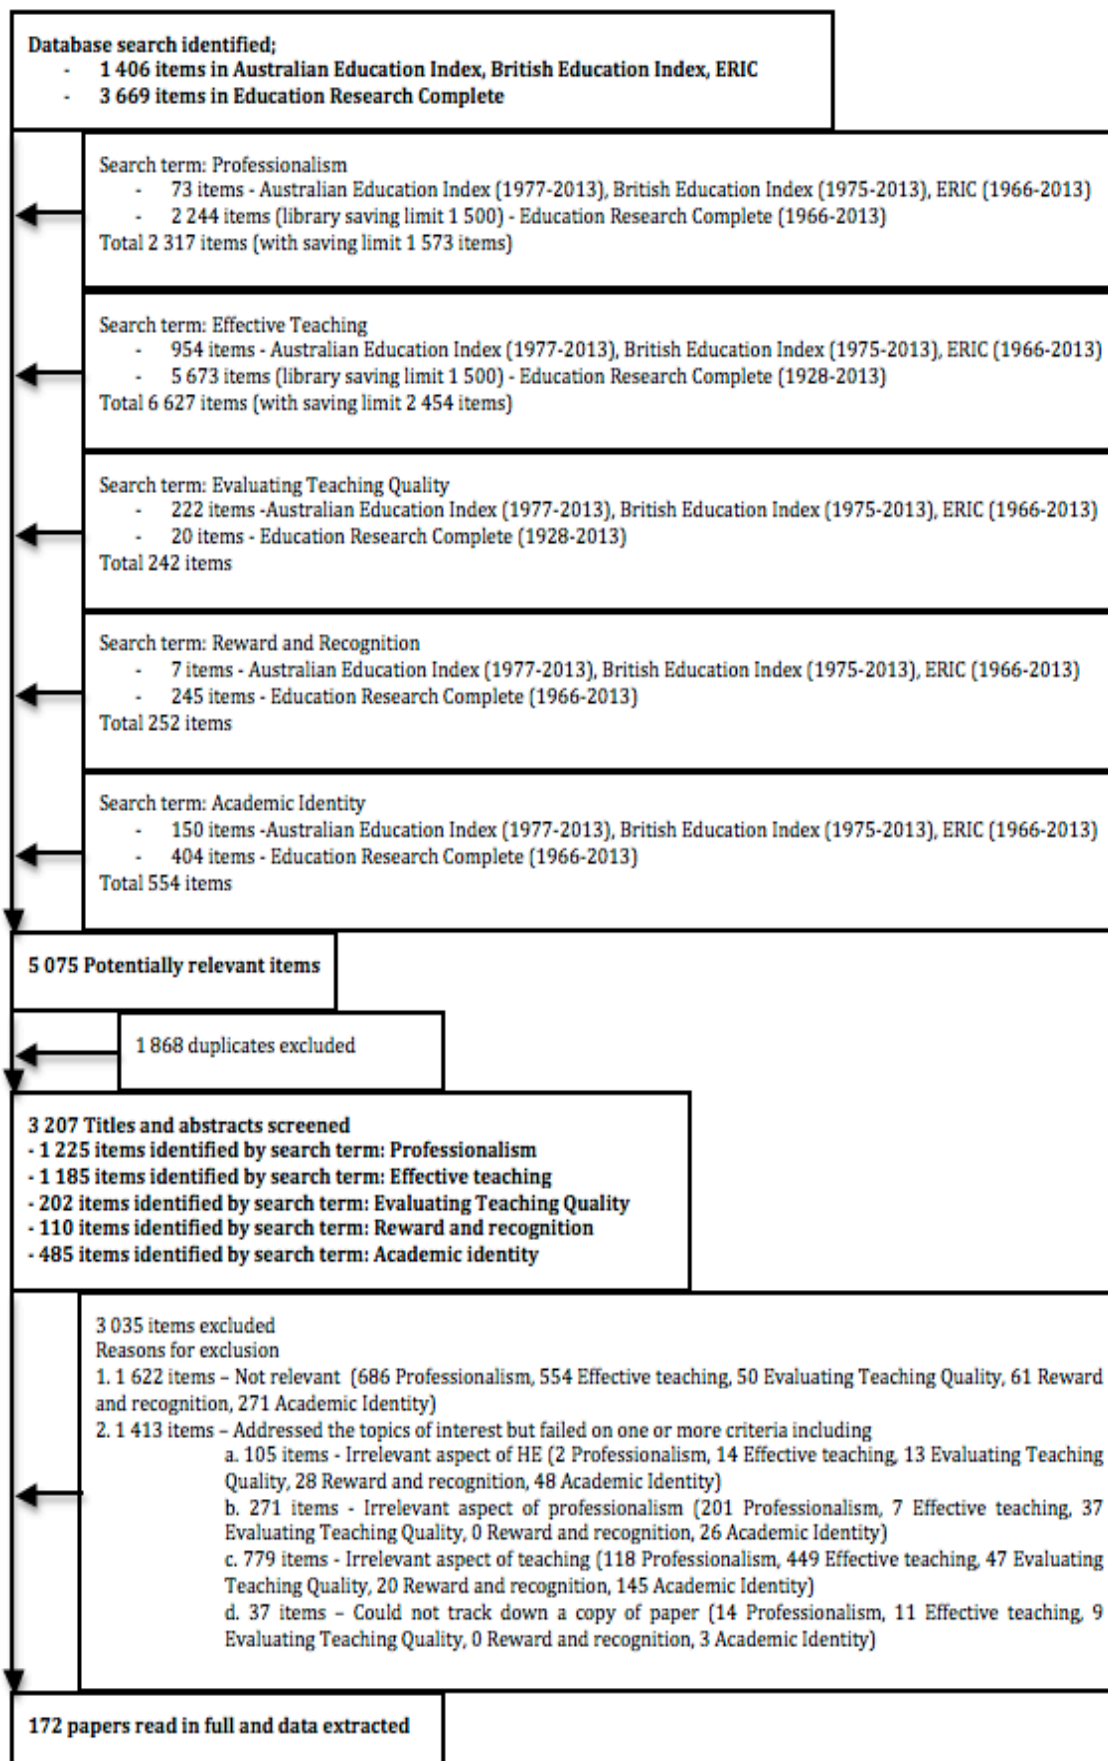 Database search identified;
- 1 406 items in Australian Education Index, British Education Index, ERIC
- 3 669 items in Education Research Complete
Search term: Professionalism
- 73 items - Australian Education Index (1977-2013), British Education Index (1975-2013), ERIC (1966-2013)
- 2 244 items (library saving limit 1 500) - Education Research Complete (1966-2013)
Total 2 317 items (with saving limit 1 573 items)
Search term: Effective Teaching
- 954 items - Australian Education Index (1977-2013), British Education Index (1975-2013), ERIC (1966-2013)
- 5 673 items (library saving limit 1 500) - Education Research Complete (1928-2013)
Total 6 627 items (with saving limit 2 454 items)
Search term: Evaluating Teaching Quality
- 222 items -Australian Education Index (1977-2013), British Education Index (1975-2013), ERIC (1966-2013)
- 20 items - Education Research Complete (1928-2013)
Total 242 items
Search term: Reward and Recognition
- 7 items - Australian Education Index (1977-2013), British Education Index (1975-2013), ERIC (1966-2013)
- 245 items - Education Research Complete (1966-2013)
Total 252 items
Search term: Academic Identity
- 150 items -Australian Education Index (1977-2013), British Education Index (1975-2013), ERIC (1966-2013)
- 404 items - Education Research Complete (1966-2013)
Total 554 items
5 075 Potentially relevant items
1 868 duplicates excluded
3 207 Titles and abstracts screened
- 1 225 items identified by search term: Professionalism
- 1 185 items identified by search term: Effective teaching
- 202 items identified by search term: Evaluating Teaching Quality
- 110 items identified by search term: Reward and recognition
- 485 items identified by search term: Academic identity
3 035 items excluded
Reasons for exclusion
1. 1 622 items – Not relevant (686 Professionalism, 554 Effective teaching, 50 Evaluating Teaching Quality, 61 Reward
and recognition, 271 Academic Identity)
2. 1 413 items – Addressed the topics of interest but failed on one or more criteria including
a. 105 items - Irrelevant aspect of HE (2 Professionalism, 14 Effective teaching, 13 Evaluating Teaching
Quality, 28 Reward and recognition, 48 Academic Identity)
b. 271 items - Irrelevant aspect of professionalism (201 Professionalism, 7 Effective teaching, 37
Evaluating Teaching Quality, 0 Reward and recognition, 26 Academic Identity)
c. 779 items - Irrelevant aspect of teaching (118 Professionalism, 449 Effective teaching, 47 Evaluating
Teaching Quality, 20 Reward and recognition, 145 Academic Identity)
d. 37 items – Could not track down a copy of paper (14 Professionalism, 11 Effective teaching, 9
Evaluating Teaching Quality, 0 Reward and recognition, 3 Academic Identity)
172 papers read in full and data extracted